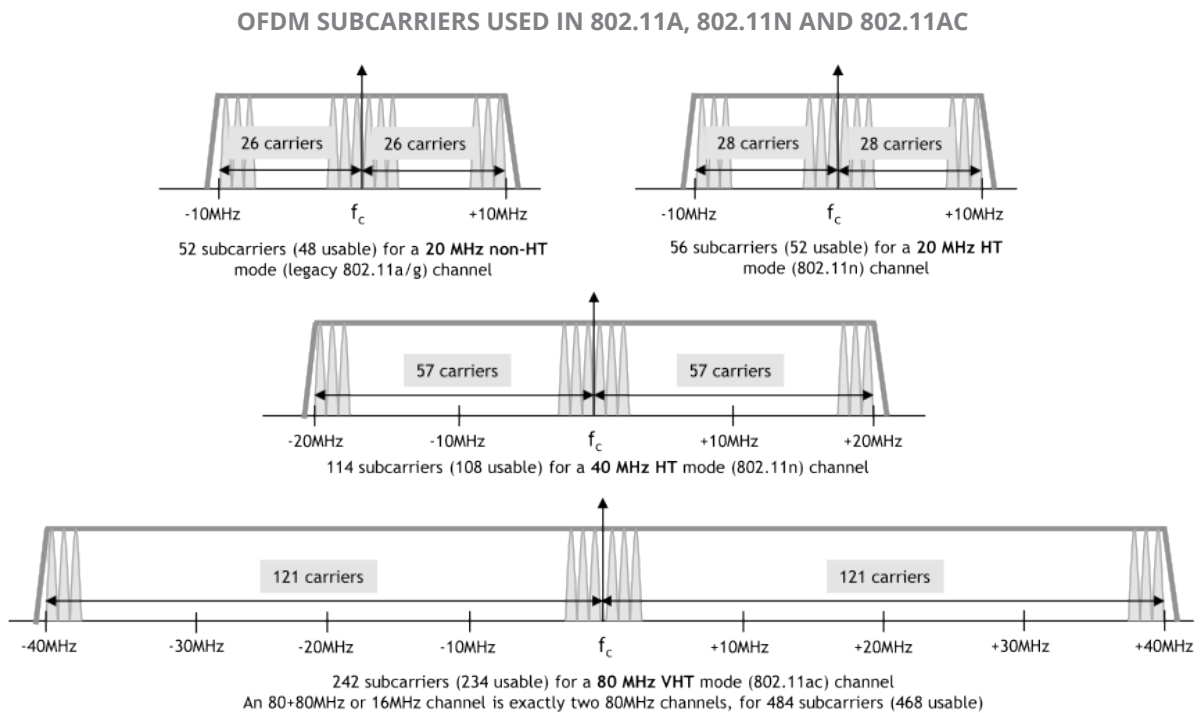 OFDM SUBCARRIERS USED IN 802.11A, 802.11N AND 802.11AC
26 carriers
26 carriers
-10MHz
fc
+10MHz
52 subcarriers (48 usable) for a 20 MHz non-HT
mode (legacy 802.11a/g) channel
28 carriers
28 carriers
-10MHz
fc
+10MHz
56 subcarriers (52 usable) for a 20 MHz HT
mode (802.11n) channel
57 carriers
57 carriers
-20MHz
-10MHz
fc
+10MHz
+20MHz
114 subcarriers (108 usable) for a 40 MHz HT mode (802.11n) channel
121 carriers
121 carriers
-40MHz
-30MHz
-20MHz
-10MHz
fc
+10MHz
+20MHz
+30MHz
+40MHz
242 subcarriers (234 usable) for a 80 MHz VHT mode (802.11ac) channel
An 80+80MHz or 16MHz channel is exactly two 80MHz channels, for 484 subcarriers (468 usable)